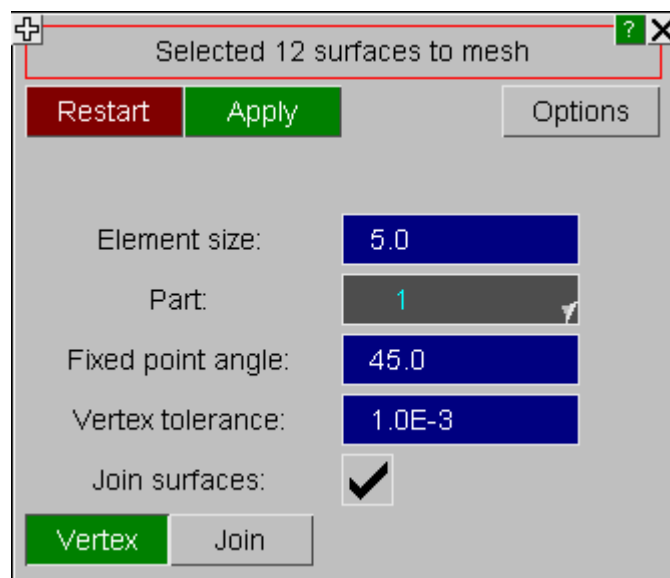 ?
Selected 12 surfaces to mesh
Restart Apply Options
Element size: 5.0
Part: 1
Fixed point angle: 45.0
Vertex tolerance: 1.0E-3
Join surfaces:
Vertex Join